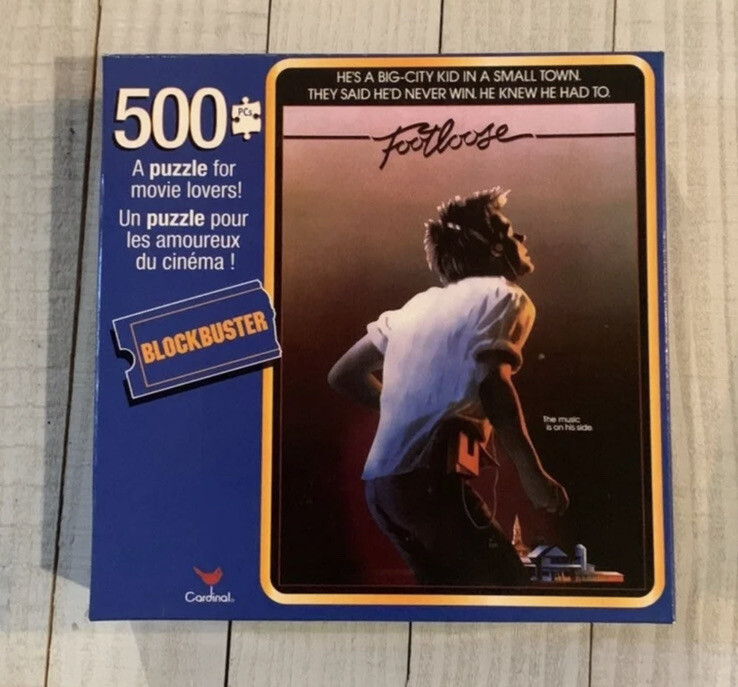 500 PCs
A puzzle for
movie lovers!
Un puzzle pour
les amoureux
du cinéma !
BLOCKBUSTER
Cardinal
HE'S A BIG-CITY KID IN A SMALL TOWN.
THEY SAID HE'D NEVER WIN. HE KNEW HE HAD TO.
Footloose
The music
is on his side.